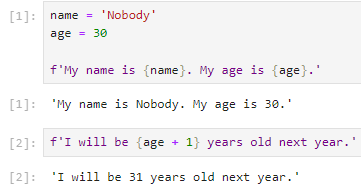 [1]: name = 'Nobody'
age = 30
f'My name is {name}. My age is {age}.'
[1]: 'My name is Nobody. My age is 30.'
[2]: f'I will be {age + 1} years old next year.'
[2]: 'I will be 31 years old next year.'